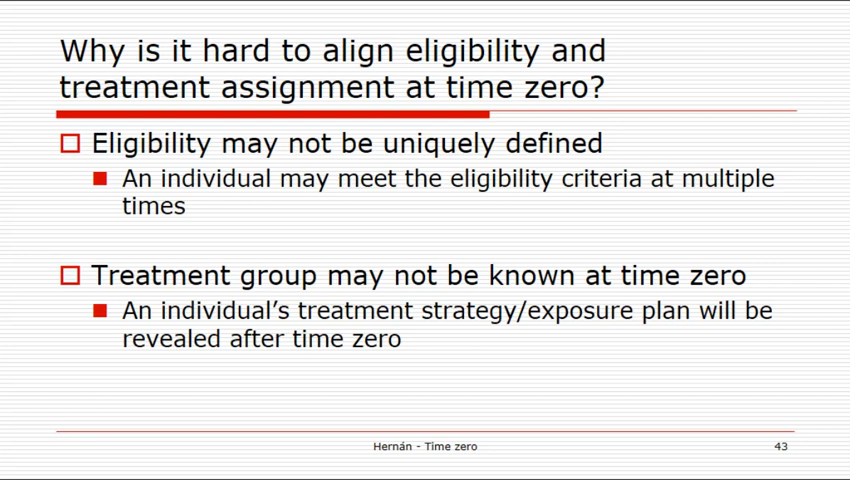 Why is it hard to align eligibility and
treatment assignment at time zero?
Eligibility may not be uniquely defined
An individual may meet the eligibility criteria at multiple
times
Treatment group may not be known at time zero
An individual’s treatment strategy/exposure plan will be
revealed after time zero
Hernán - Time zero
43